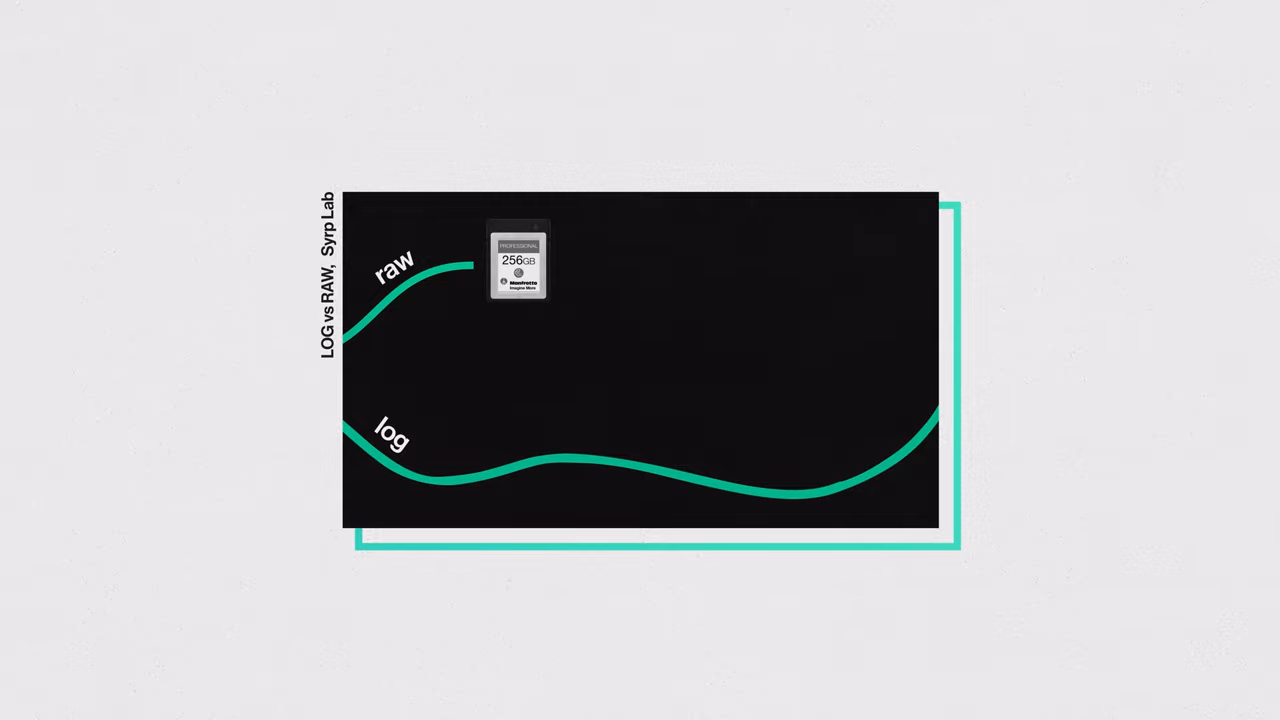 LOG vs RAW, Syrp Lab
raw
PROFESSIONAL
256GB
Manfrotto
Imagine More
log